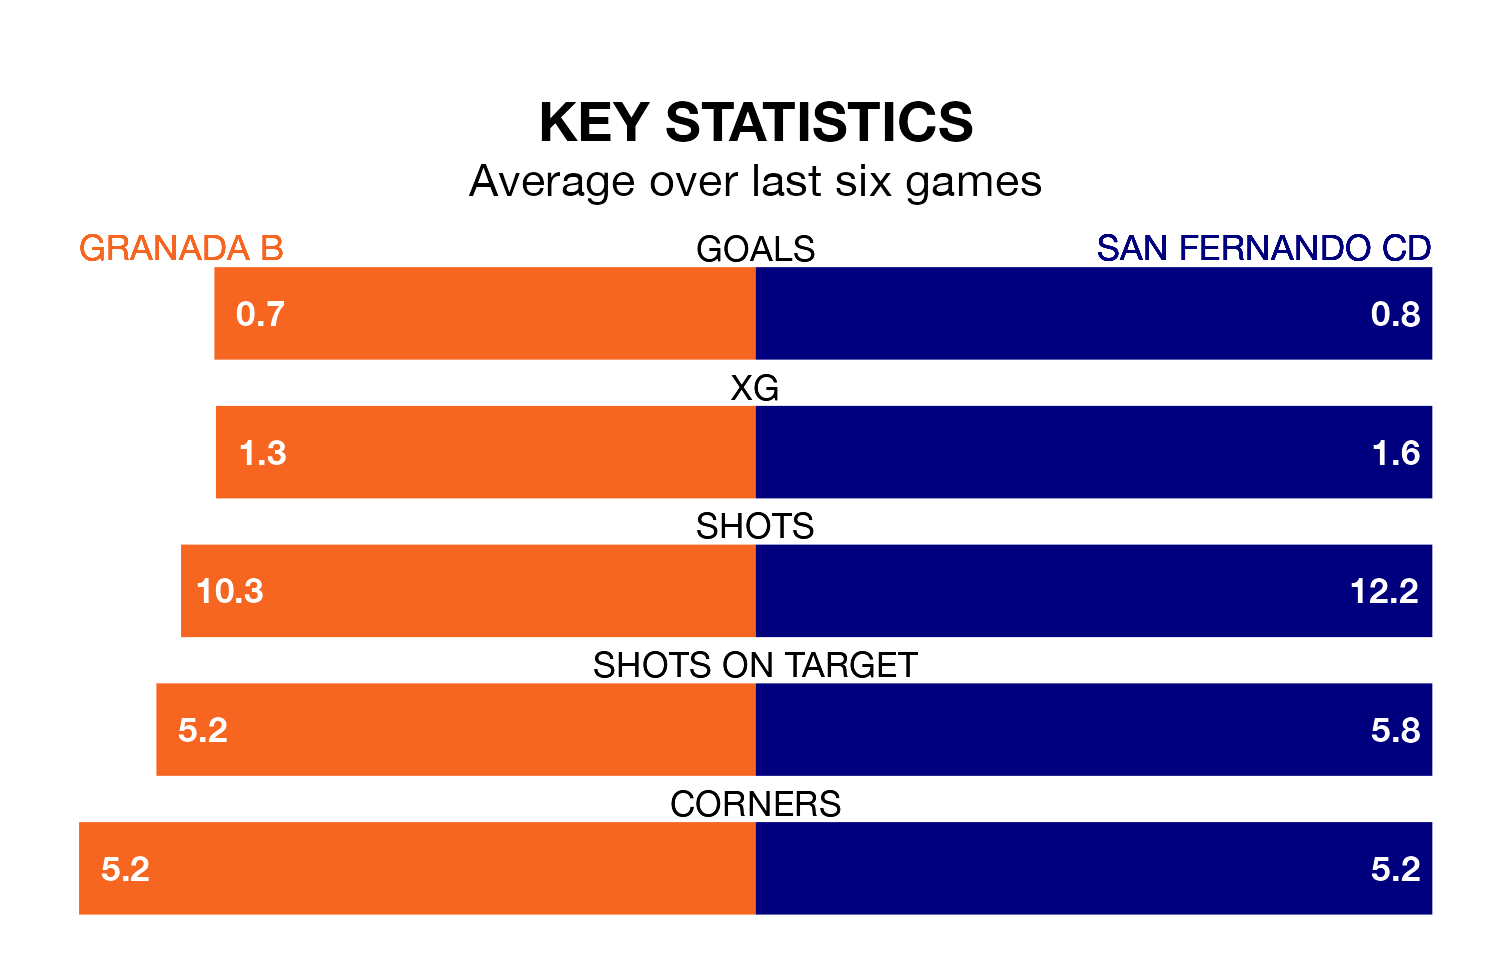 KEY STATISTICS
Average over last six games
GRANADA B GOALS SAN FERNANDO CD
0.7 0.8
XG
1.3 1.6
SHOTS
10.3 12.2
SHOTS ON TARGET
5.2 5.8
CORNERS
5.2 5.2